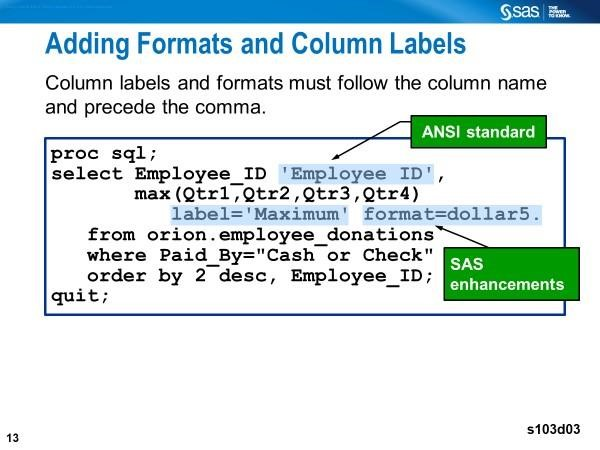 sas THE POWER TO KNOW.
Adding Formats and Column Labels
Column labels and formats must follow the column name
and precede the comma.
ANSI standard
proc sql;
select Employee_ID 'Employee ID',
max(Qtr1,Qtr2,Qtr3,Qtr4)
label='Maximum' format=dollar5.
from orion.employee_donations
where Paid_By="Cash or Check"
order by 2 desc, Employee_ID;
quit;
SAS
enhancements
13
s103d03